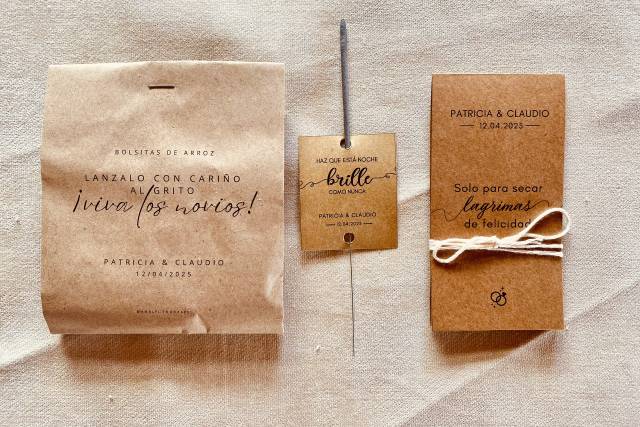 BOLSITAS DE ARROZ
LANZALO CON CARIÑO
AL GRITO
¡viva los novios!
PATRICIA & CLAUDIO
12/04/2025
HAZ QUE ESTÁ NOCHE
brille
COMO NUNCA
PATRICIA & CLAUDIO
12.04.2025
PATRICIA & CLAUDIO
12.04.2025
Solo para secar
lagrimas
de felicidad